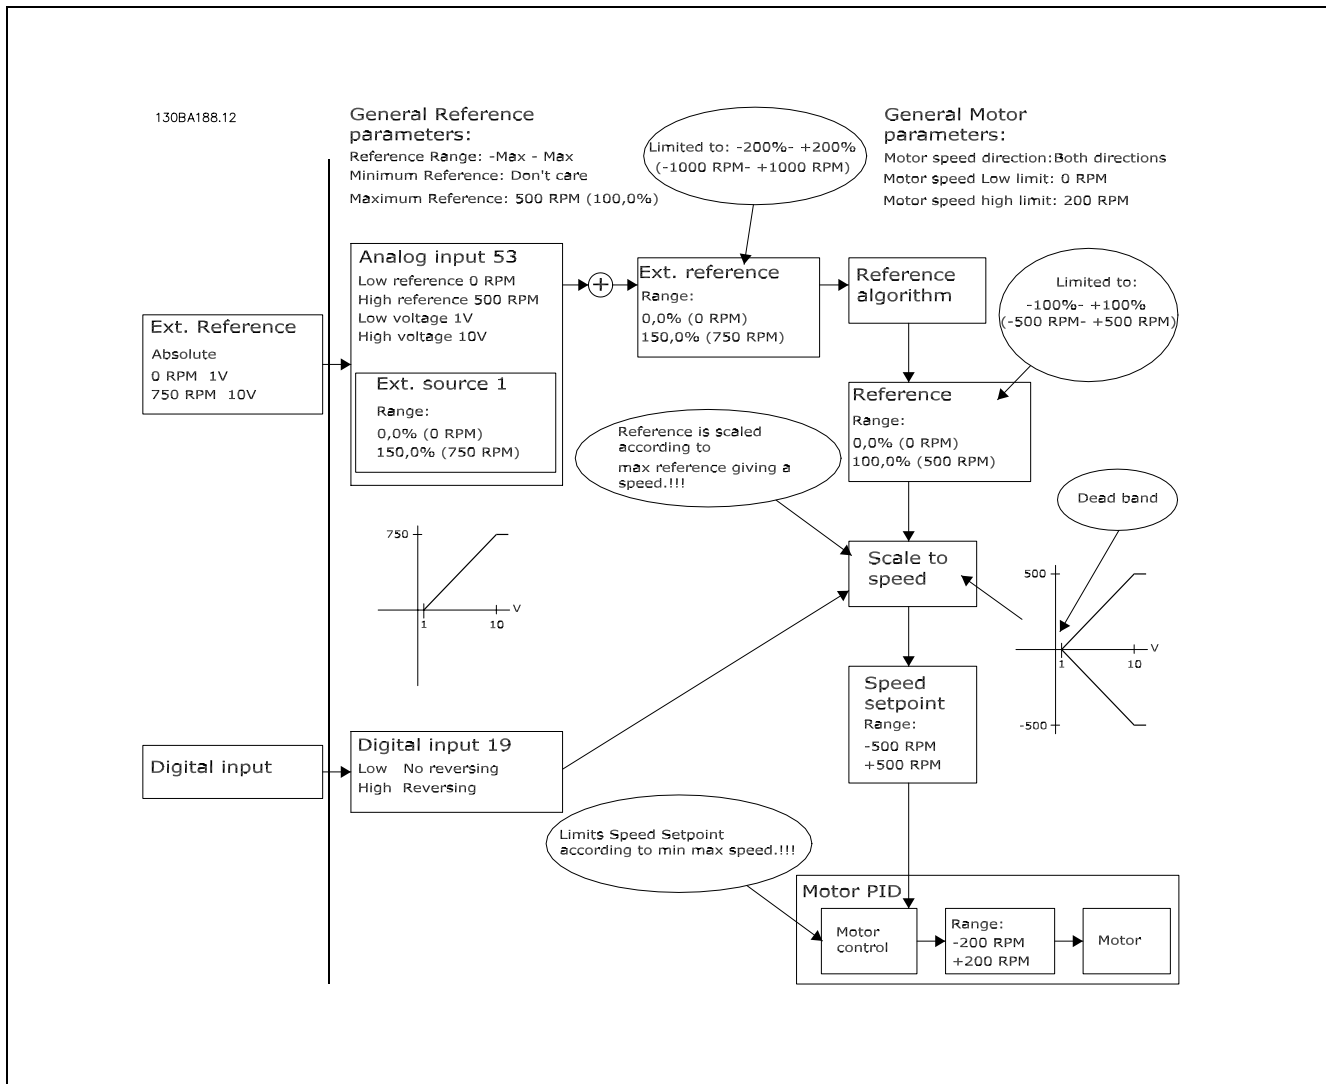 130BA188.12
General Reference
parameters:
Reference Range: -Max - Max
Minimum Reference: Don't care
Maximum Reference: 500 RPM (100,0%)
Limited to: -200%- +200%
(-1000 RPM- +1000 RPM)
General Motor
parameters:
Motor speed direction:Both directions
Motor speed Low limit: 0 RPM
Motor speed high limit: 200 RPM
Ext. Reference
Absolute
0 RPM 1V
750 RPM 10V
Analog input 53
Low reference 0 RPM
High reference 500 RPM
Low voltage 1V
High voltage 10V
Ext. source 1
Range:
0,0% (0 RPM)
150,0% (750 RPM)
+
Ext. reference
Range:
0,0% (0 RPM)
150,0% (750 RPM)
Reference
algorithm
Limited to:
-100%- +100%
(-500 RPM- +500 RPM)
Reference
Range:
0,0% (0 RPM)
100,0% (500 RPM)
Reference is scaled
according to
max reference giving a
speed.!!!
Dead band
750
1
10
V
Scale to
speed
500
1
10
V
-500
Speed
setpoint
Range:
-500 RPM
+500 RPM
Digital input
Digital input 19
Low No reversing
High Reversing
Limits Speed Setpoint
according to min max speed.!!!
Motor PID
Motor
control
Range:
-200 RPM
+200 RPM
Motor